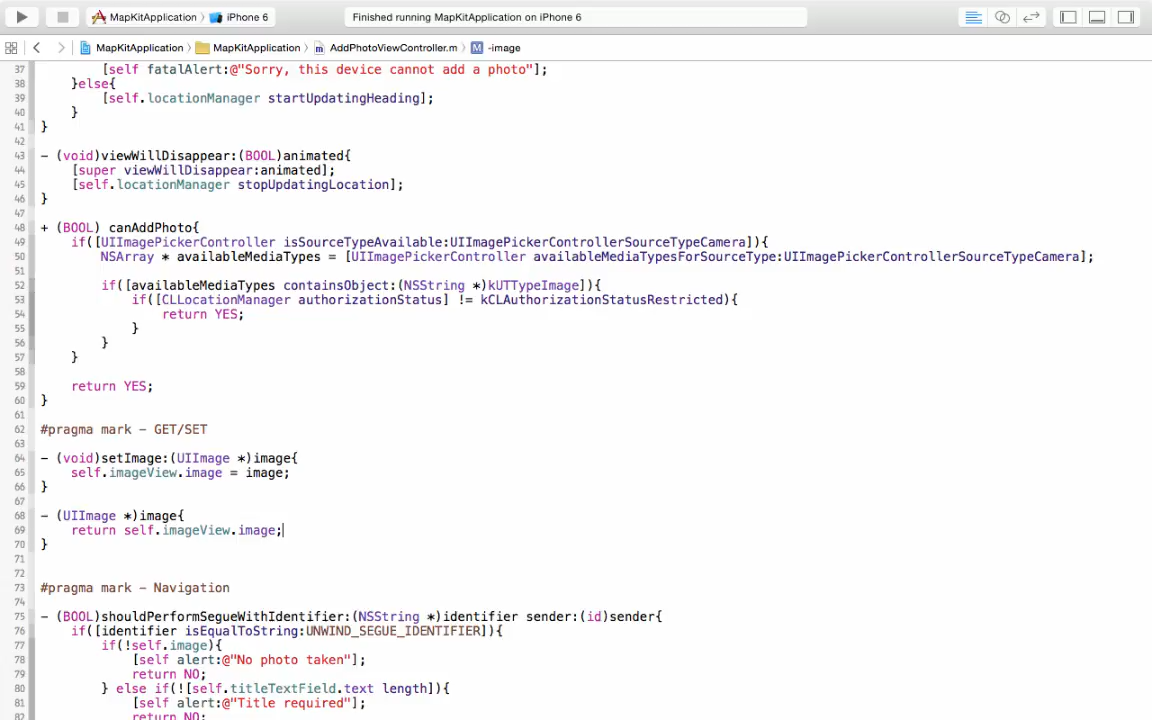 MapKitApplication iPhone 6 Finished running MapKitApplication on iPhone 6
MapKitApplication MapKitApplication AddPhotoViewController.m M -image
37 [self fatalAlert:@"Sorry, this device cannot add a photo"];
38 }else{
39 [self.locationManager startUpdatingHeading];
40 }
41 }
42
43 - (void)viewWillDisappear:(BOOL)animated{
44 [super viewWillDisappear:animated];
45 [self.locationManager stopUpdatingLocation];
46 }
47
48 + (BOOL) canAddPhoto{
49 if([UIImagePickerController isSourceTypeAvailable:UIImagePickerControllerSourceTypeCamera]){
50 NSArray * availableMediaTypes = [UIImagePickerController availableMediaTypesForSourceType:UIImagePickerControllerSourceTypeCamera];
51
52 if([availableMediaTypes containsObject:(NSString *)kUTTypeImage]){
53 if([CLLocationManager authorizationStatus] != kCLAuthorizationStatusRestricted){
54 return YES;
55 }
56 }
57 }
58
59 return YES;
60 }
61
62 #pragma mark - GET/SET
63
64 - (void)setImage:(UIImage *)image{
65 self.imageView.image = image;
66 }
67
68 - (UIImage *)image{
69 return self.imageView.image;
70 }
71
72
73 #pragma mark - Navigation
74
75 - (BOOL)shouldPerformSegueWithIdentifier:(NSString *)identifier sender:(id)sender{
76 if([identifier isEqualToString:UNWIND_SEGUE_IDENTIFIER]){
77 if(!self.image){
78 [self alert:@"No photo taken"];
79 return NO;
80 } else if(![self.titleTextField.text length]){
81 [self alert:@"Title required"];
82 return NO;